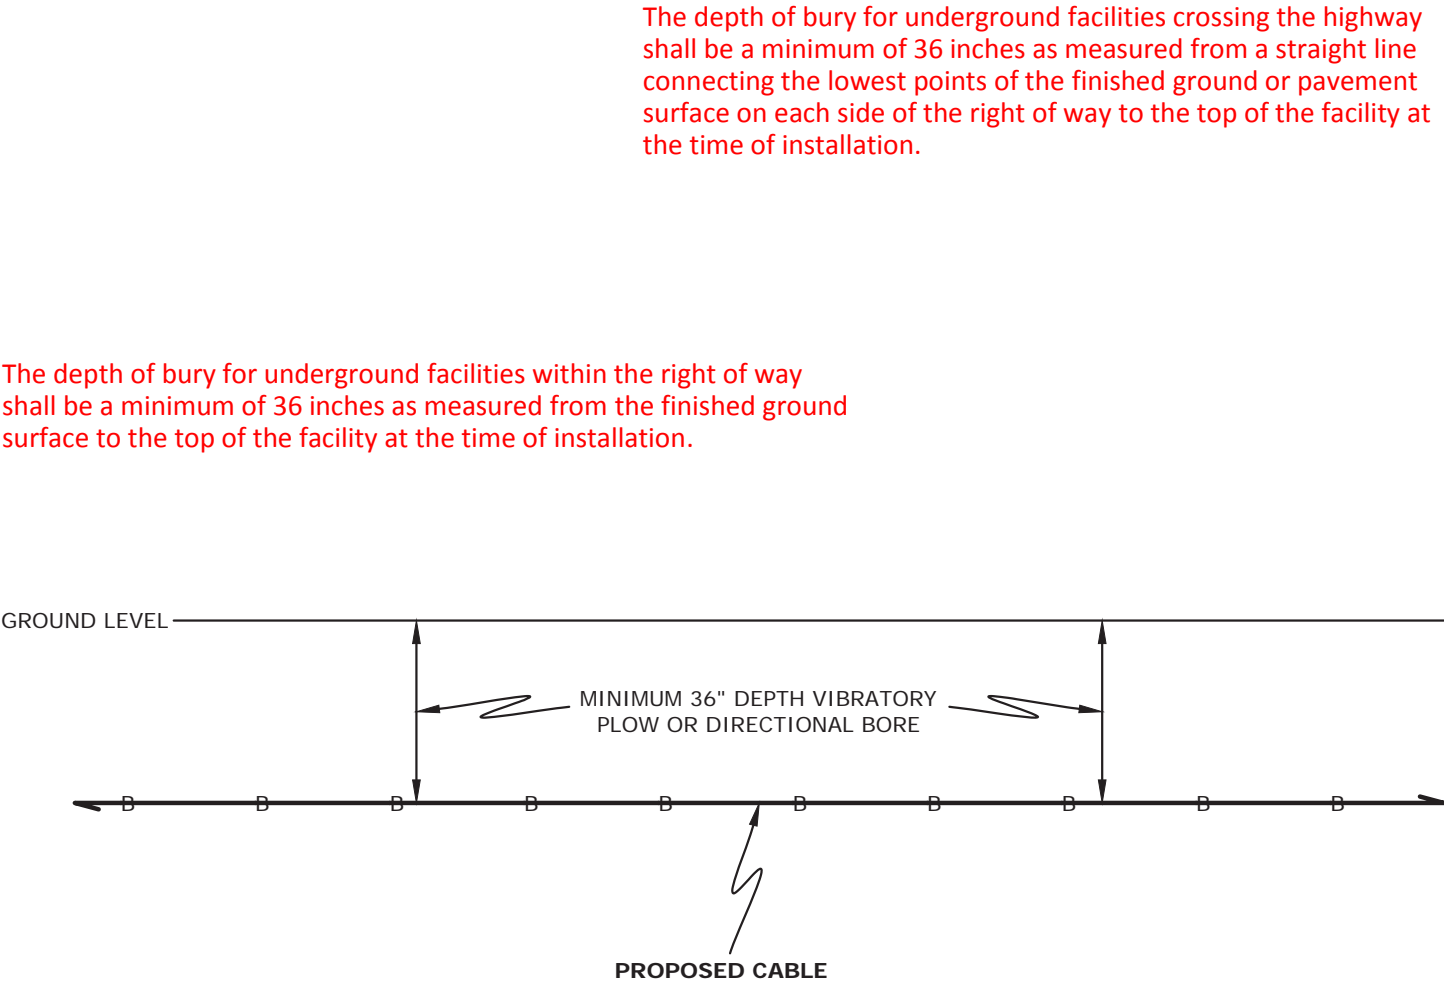 The depth of bury for underground facilities crossing the highway
shall be a minimum of 36 inches as measured from a straight line
connecting the lowest points of the finished ground or pavement
surface on each side of the right of way to the top of the facility at
the time of installation.
The depth of bury for underground facilities within the right of way
shall be a minimum of 36 inches as measured from the finished ground
surface to the top of the facility at the time of installation.
GROUND LEVEL
MINIMUM 36" DEPTH VIBRATORY
PLOW OR DIRECTIONAL BORE
B B B B B B B B B B
PROPOSED CABLE